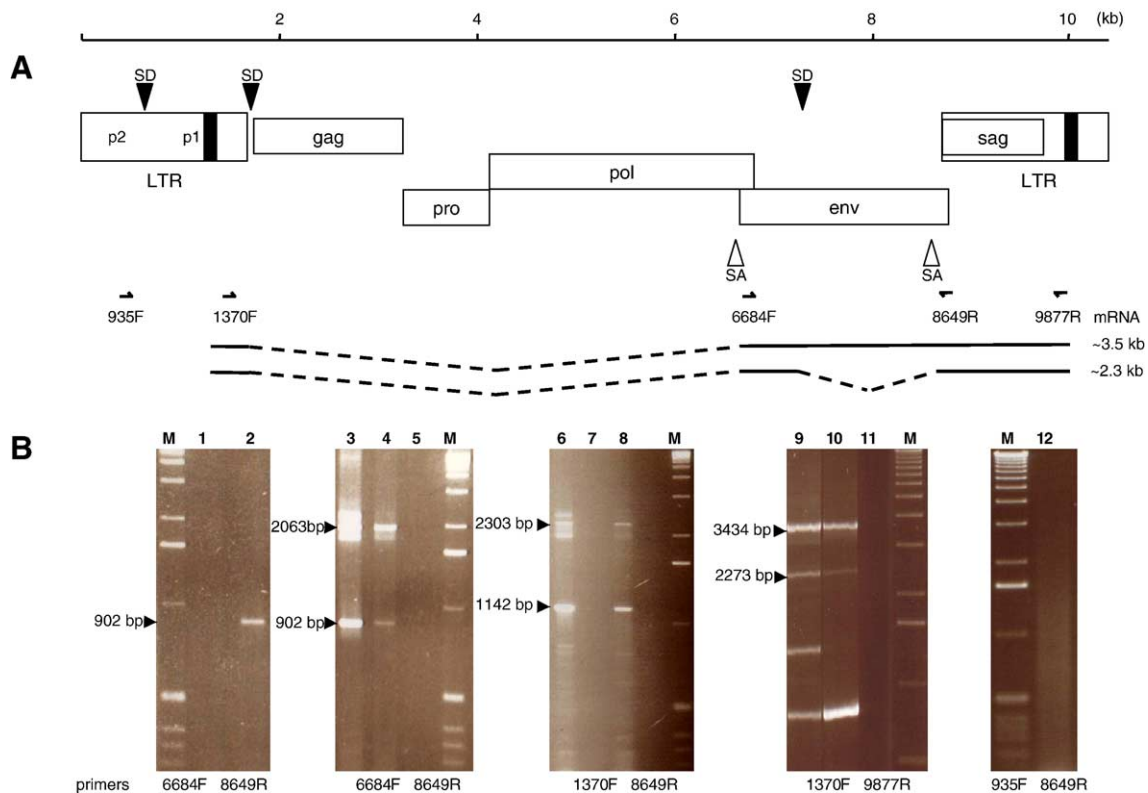 2 4 6 8 10 (kb)
A
SD SD SD
p2 p1 gag sag
LTR pol LTR
pro env
SA SA
935F 1370F 6684F 8649R 9877R mRNA
~3.5 kb
~2.3 kb
B
M 1 2 3 4 5 M 6 7 8 M 9 10 11 M M 12
2063bp 2303 bp 3434 bp
2273 bp
902 bp 902 bp 1142 bp
primers 6684F 8649R 6684F 8649R 1370F 8649R 1370F 9877R 935F 8649R